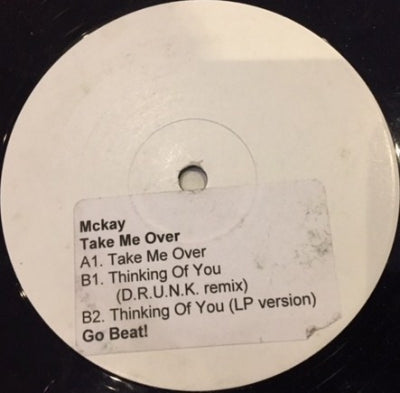 Mckay
Take Me Over
A1. Take Me Over
B1. Thinking Of You
(D.R.U.N.K. remix)
B2. Thinking Of You (LP version)
Go Beat!